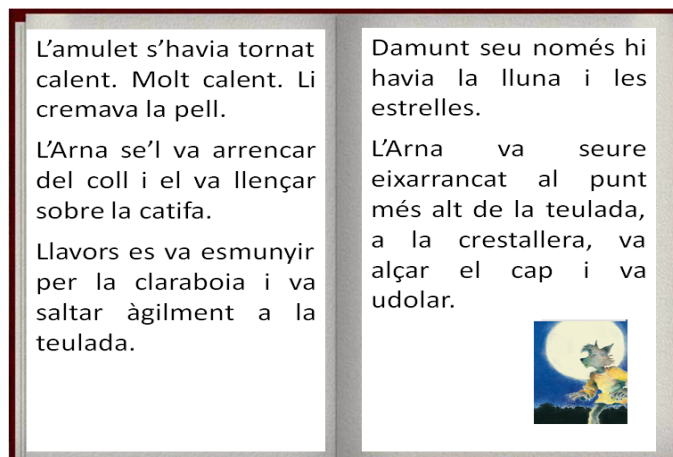 L'amulet s'havia tornat
calent. Molt calent. Li
cremava la pell.
L'Arna se'l va arrencar
del coll i el va llençar
sobre la catifa.
Llavors es va esmunyir
per la claraboia i va
saltar àgilment a la
teulada.
Damunt seu només hi
havia la lluna i les
estrelles.
L'Arna va seure
eixarrancat al punt
més alt de la teulada,
a la crestallera, va
alçar el cap i va
udolar.